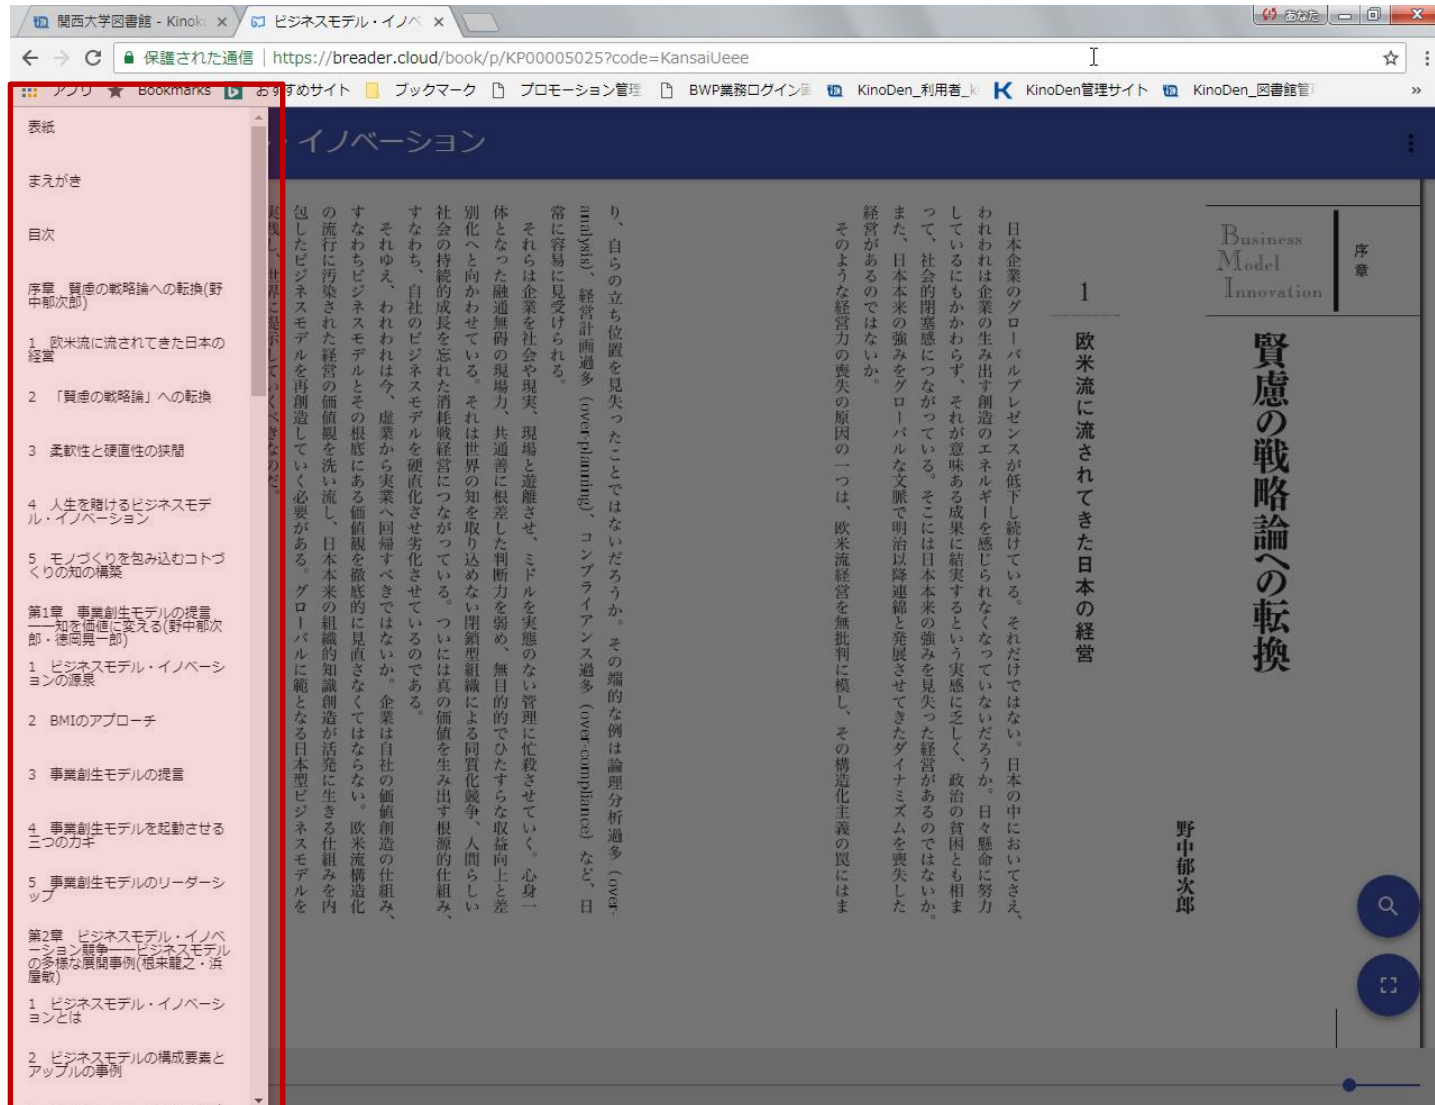 関西大学図書館 - Kinok
ビジネスモデル・イノベ
あなた
保護された通信
https://breader.cloud/book/p/KP00005025?code=KansaiUeee
アプリ
Bookmarks
おすすめサイト
ブックマーク
プロモーション管理
BWP業務ログイン画
KinoDen_利用者_k
KinoDen管理サイト
KinoDen_図書館管理
»
・イノベーション
表紙
まえがき
目次
序章　賢慮の戦略論への転換(野
中郁次郎)
1　欧米流に流されてきた日本の
経営
2　「賢慮の戦略論」への転換
3　柔軟性と硬直性の狭間
4　人生を賭けるビジネスモデ
ル・イノベーション
5　モノづくりを包み込むコトづ
くりの知の構築
第1章　事業創生モデルの提言
――知を価値に変える(野中郁次
郎・徳岡晃一郎)
1　ビジネスモデル・イノベーシ
ョンの源泉
2　BMIのアプローチ
3　事業創生モデルの提言
4　事業創生モデルを起動させる
三つのカギ
5　事業創生モデルのリーダーシ
ップ
第2章　ビジネスモデル・イノベ
ーション競争――ビジネスモデル
の多様な展開事例(根来龍之・浜
屋敏)
1　ビジネスモデル・イノベーシ
ョンとは
2　ビジネスモデルの構成要素と
アップルの事例
序章
Business
Model
Innovation
賢慮の戦略論への転換
野中郁次郎
1　欧米流に流されてきた日本の経営
日本企業のグローバルプレゼンスが低下し続けている。それだけではない。日本の中においてさえ、
われわれは企業の生み出す創造のエネルギーを感じられなくなっていないだろうか。日々懸命に努力
しているにもかかわらず、それが意味ある成果に結実するという実感に乏しく、政治の貧困とも相ま
って、社会的閉塞感につながっている。そこには日本本来の強みを見失った経営があるのではないか。
また、日本本来の強みをグローバルな文脈で明治以降連綿と発展させてきたダイナミズムを喪失した
経営があるのではないか。
そのような経営力の喪失の原因の一つは、欧米流経営を無批判に模し、その構造化主義の罠にはま
り、自らの立ち位置を見失ったことではないだろうか。その端的な例は論理分析過多（over-
analysis）、経営計画過多（over-planning）、コンプライアンス過多（over-compliance）など、日
常に容易に見受けられる。
それらは企業を社会や現実、現場と遊離させ、ミドルを実態のない管理に忙殺させていく。心身一
体となった融通無碍の現場力、共通善に根差した判断力を弱め、無目的的でひたすらな収益向上と差
別化へと向かわせている。それは世界の知を取り込めない閉鎖型組織による同質化競争、人間らしい
社会の持続的成長を忘れた消耗戦経営につながっている。ついには真の価値を生み出す根源的仕組み、
すなわち、自社のビジネスモデルを硬直化させ劣化させているのである。
それゆえ、われわれは今、虚業から実業へ回帰すべきではないか。企業は自社の価値創造の仕組み、
すなわちビジネスモデルとその根底にある価値観を徹底的に見直さなくてはならない。欧米流構造化
の流行に汚染された経営の価値観を洗い流し、日本本来の組織的知識創造が活発に生きる仕組みを内
包したビジネスモデルを再創造していく必要がある。グローバルに範となる日本型ビジネスモデルを
実践し、世界に提示していくべきなのだ。